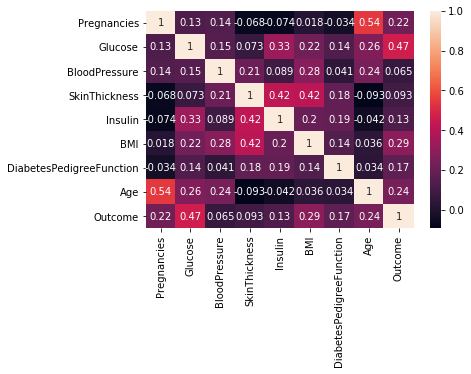 Pregnancies 1 0.13 0.14 -0.068 -0.074 0.018 -0.034 0.54 0.22
Glucose 0.13 1 0.15 0.073 0.33 0.22 0.14 0.26 0.47
BloodPressure 0.14 0.15 1 0.21 0.089 0.28 0.041 0.24 0.065
SkinThickness -0.068 0.073 0.21 1 0.42 0.42 0.18 -0.093 0.093
Insulin -0.074 0.33 0.089 0.42 1 0.2 0.19 -0.042 0.13
BMI 0.018 0.22 0.28 0.42 0.2 1 0.14 0.036 0.29
DiabetesPedigreeFunction -0.034 0.14 0.041 0.18 0.19 0.14 1 0.034 0.17
Age 0.54 0.26 0.24 -0.093 -0.042 0.036 0.034 1 0.24
Outcome 0.22 0.47 0.065 0.093 0.13 0.29 0.17 0.24 1
Pregnancies
Glucose
BloodPressure
SkinThickness
Insulin
BMI
DiabetesPedigreeFunction
Age
Outcome
1.0
0.8
0.6
0.4
0.2
0.0